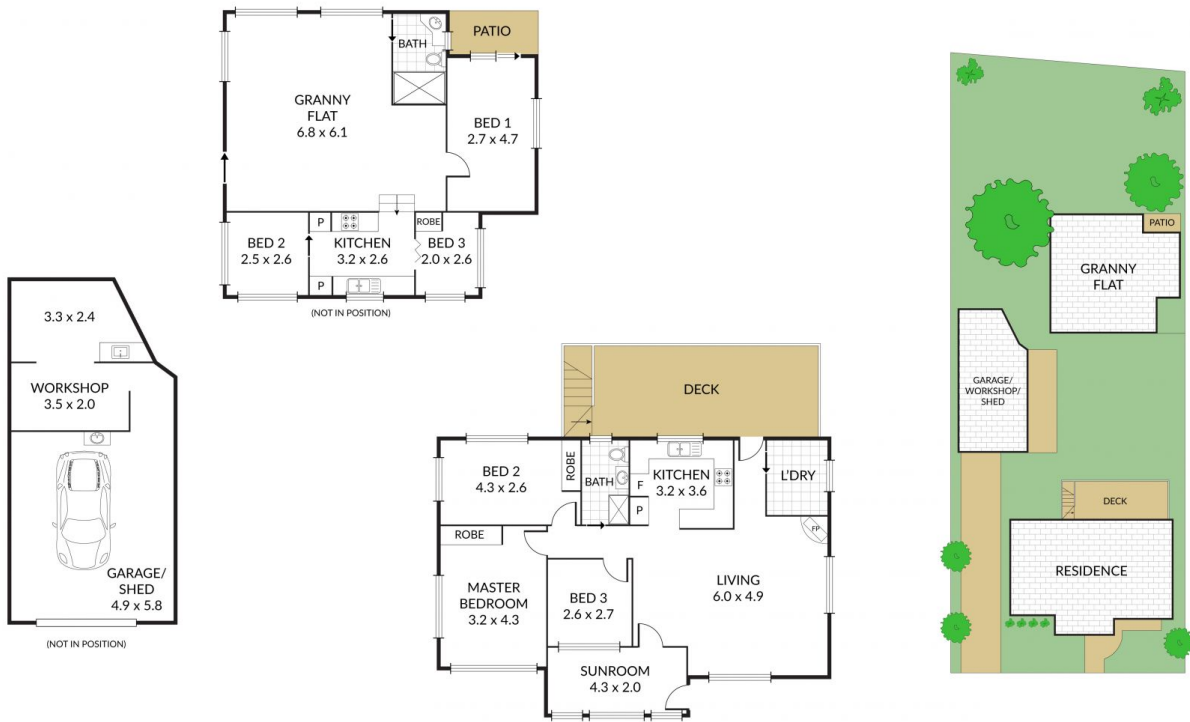 BATH
PATIO
GRANNY
FLAT
6.8 x 6.1
BED 1
2.7 x 4.7
P
ROBE
BED 2
2.5 x 2.6
KITCHEN
3.2 x 2.6
BED 3
2.0 x 2.6
P
(NOT IN POSITION)
3.3 x 2.4
WORKSHOP
3.5 x 2.0
GARAGE/
SHED
4.9 x 5.8
(NOT IN POSITION)
DECK
BED 2
4.3 x 2.6
ROBE
BATH
F
P
KITCHEN
3.2 x 3.6
L'DRY
FP
ROBE
MASTER
BEDROOM
3.2 x 4.3
BED 3
2.6 x 2.7
LIVING
6.0 x 4.9
SUNROOM
4.3 x 2.0
PATIO
GRANNY
FLAT
GARAGE/
WORKSHOP/
SHED
DECK
RESIDENCE